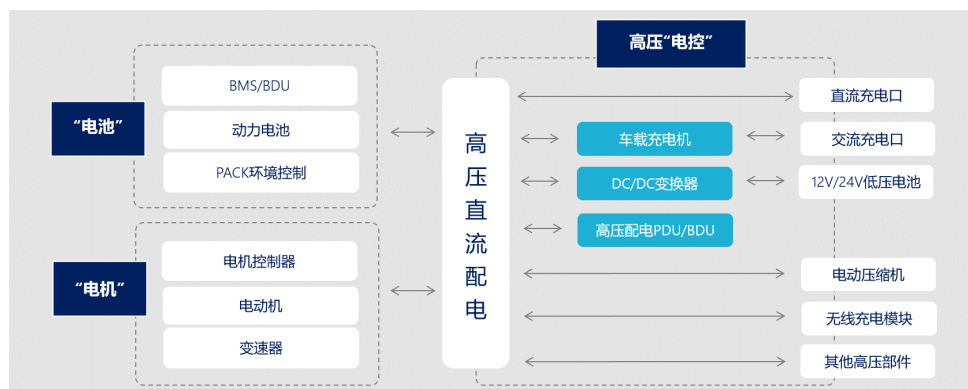 “电池”
BMS/BDU
动力电池
PACK环境控制
“电机”
电机控制器
电动机
变速器
高压直流配电
高压“电控”
直流充电口
车载充电机
交流充电口
DC/DC变换器
12V/24V低压电池
高压配电PDU/BDU
电动压缩机
无线充电模块
其他高压部件